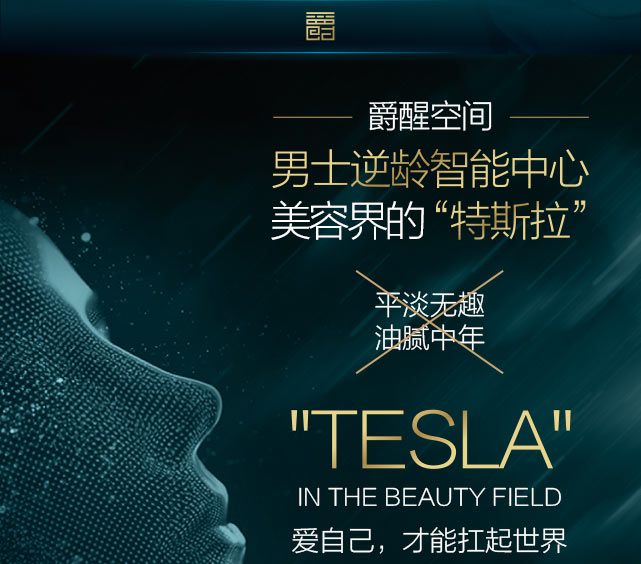 爵醒空间
男士逆龄智能中心
美容界的“特斯拉”
平淡无趣
油腻中年
"TESLA"
IN THE BEAUTY FIELD
爱自己，才能扛起世界